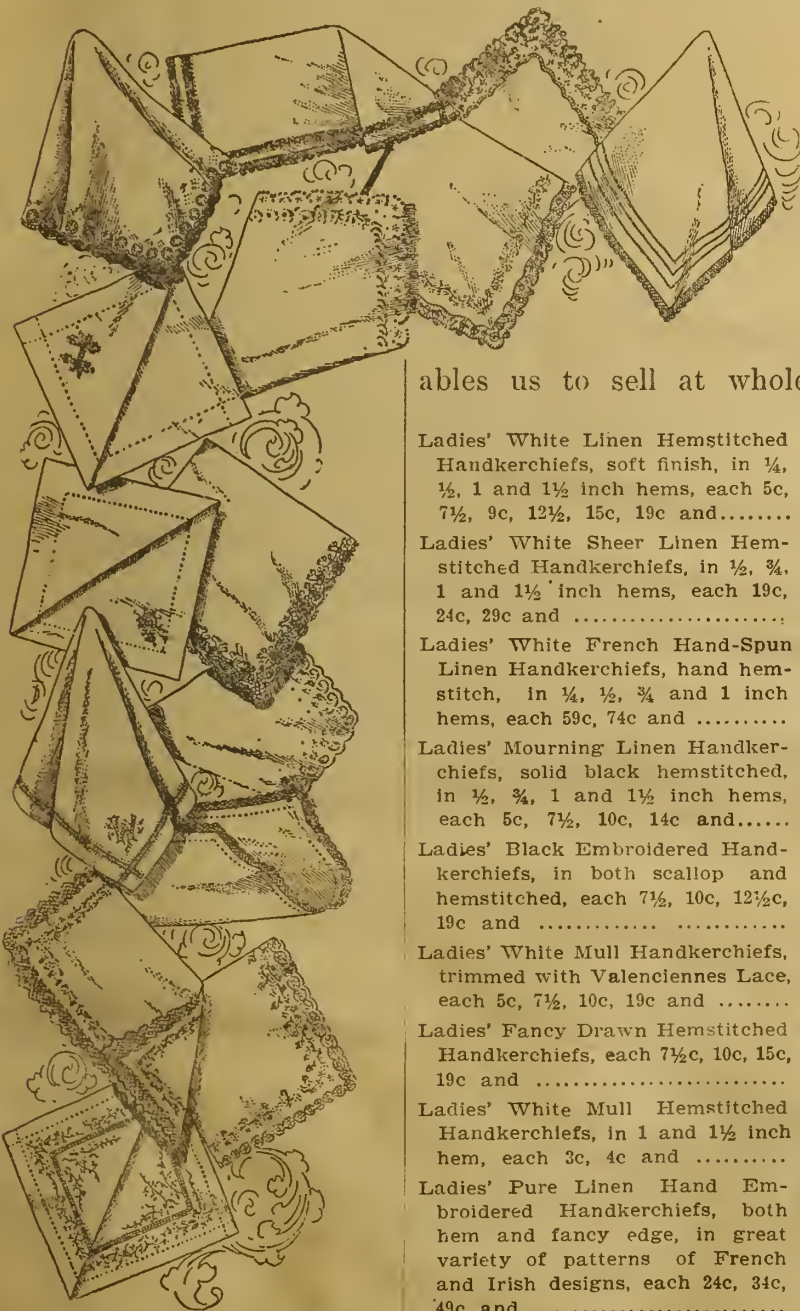 ables us to sell at whole
Ladies' White Linen Hemstitched
Handkerchiefs, soft finish, in ¼,
½, 1 and 1½ inch hems, each 5c,
7½, 9c, 12½, 15c, 19c and........
Ladies' White Sheer Linen Hem-
stitched Handkerchiefs, in ½, ¾,
1 and 1½ inch hems, each 19c,
24c, 29c and ......................
Ladies' White French Hand-Spun
Linen Handkerchiefs, hand hem-
stitch, in ¼, ½, ¾ and 1 inch
hems, each 59c, 74c and ..........
Ladies' Mourning Linen Handker-
chiefs, solid black hemstitched,
in ½, ¾, 1 and 1½ inch hems,
each 5c, 7½, 10c, 14c and......
Ladies' Black Embroidered Hand-
kerchiefs, in both scallop and
hemstitched, each 7½, 10c, 12½c,
19c and ............. ............
Ladies' White Mull Handkerchiefs,
trimmed with Valenciennes Lace,
each 5c, 7½, 10c, 19c and ........
Ladies' Fancy Drawn Hemstitched
Handkerchiefs, each 7½c, 10c, 15c,
19c and ...........................
Ladies' White Mull Hemstitched
Handkerchiefs, in 1 and 1½ inch
hem, each 3c, 4c and ..........
Ladies' Pure Linen Hand Em-
broidered Handkerchiefs, both
hem and fancy edge, in great
variety of patterns of French
and Irish designs, each 24c, 34c,
49c and